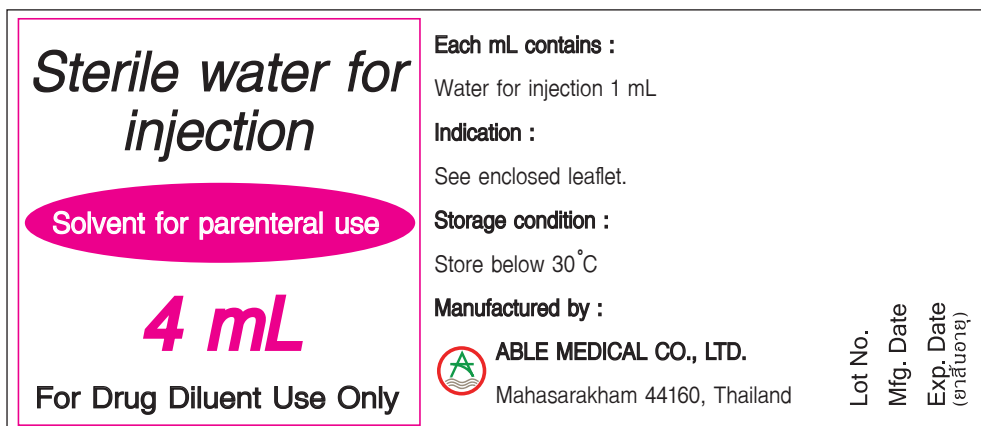 Sterile water for
injection
Solvent for parenteral use
4 mL
For Drug Diluent Use Only
Each mL contains :
Water for injection 1 mL
Indication :
See enclosed leaflet.
Storage condition :
Store below 30°C
Manufactured by :
ABLE MEDICAL CO., LTD.
Mahasarakham 44160, Thailand
Lot No.
Mfg. Date
Exp. Date
(ยาสิ้นอายุ)